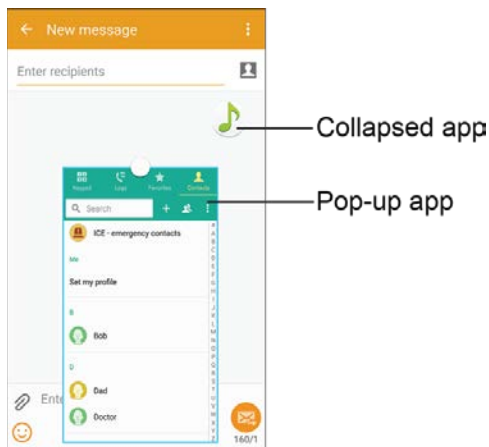 New message
Enter recipients
Collapsed app
Keypad Logs Favorites Contacts
Pop-up app
Search
ICE - emergency contacts
Me
Set my profile
B
Bob
D
Dad
Doctor
Ente
160/1
#
A
B
C
D
E
F
G
H
I
J
K
L
M
N
O
P
Q
R
S
T
U
V
W
X
Y
Z